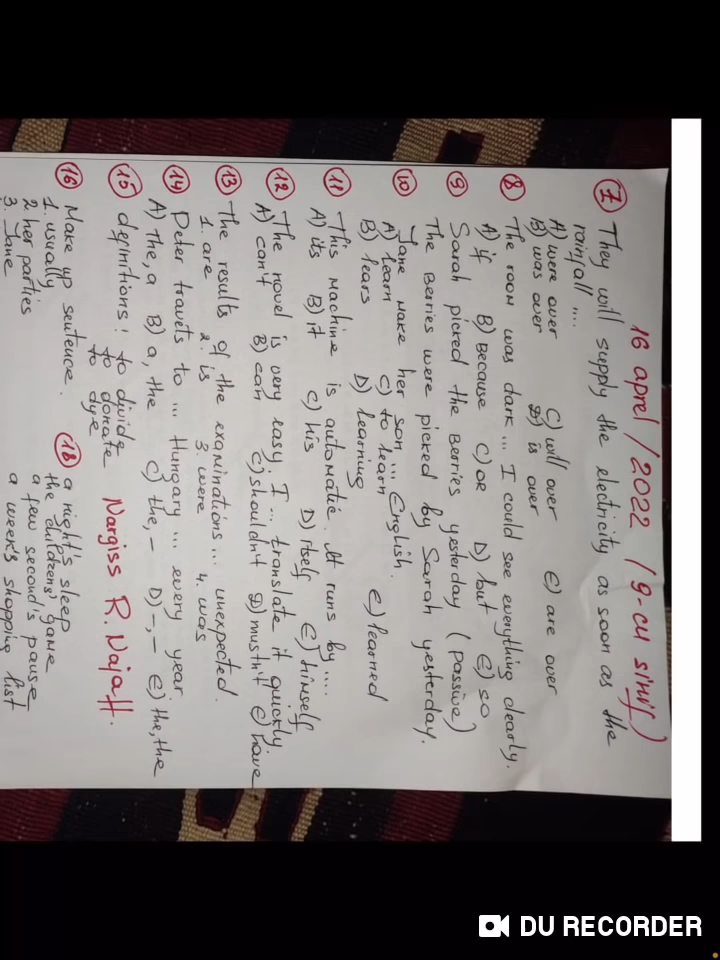 16 aprel /2022 (9-cu sinif)
7 They will supply the electricity as soon as the
rainfall ...
A) were over C) will over E) are over
B) was over D) is over
8 The room was dark ... I could see everything clearly.
A) if B) because C) or D) but E) so
9 Sarah picked the Berries yesterday (passive)
The Berries were picked by Sarah yesterday.
10 Jane make her son ... English.
A) learn C) to learn E) learned
B) lears D) learning
11 This machine is automatic. It runs by ....
A) its B) it C) his D) itself E) himself
12 The novel is very easy. I ... translate it quickly.
A) can't B) can C) shouldn't D) mustn't E) have
13 The results of the examinations ... unexpected.
1. are 2. is 3. were 4. was
14 Peter travels to ... Hungary ... every year
A) the, a B) a, the C) the, - D) -, - E) the, the
15 definitions: to divide
to donate
to dye
Nargiss R. Najaff.
16 Make up sentence.
1. usually
2 her parties
3. Jane
18 a night's sleep
the childrens' game
a few second's pause
a week's shopping list
DU RECORDER